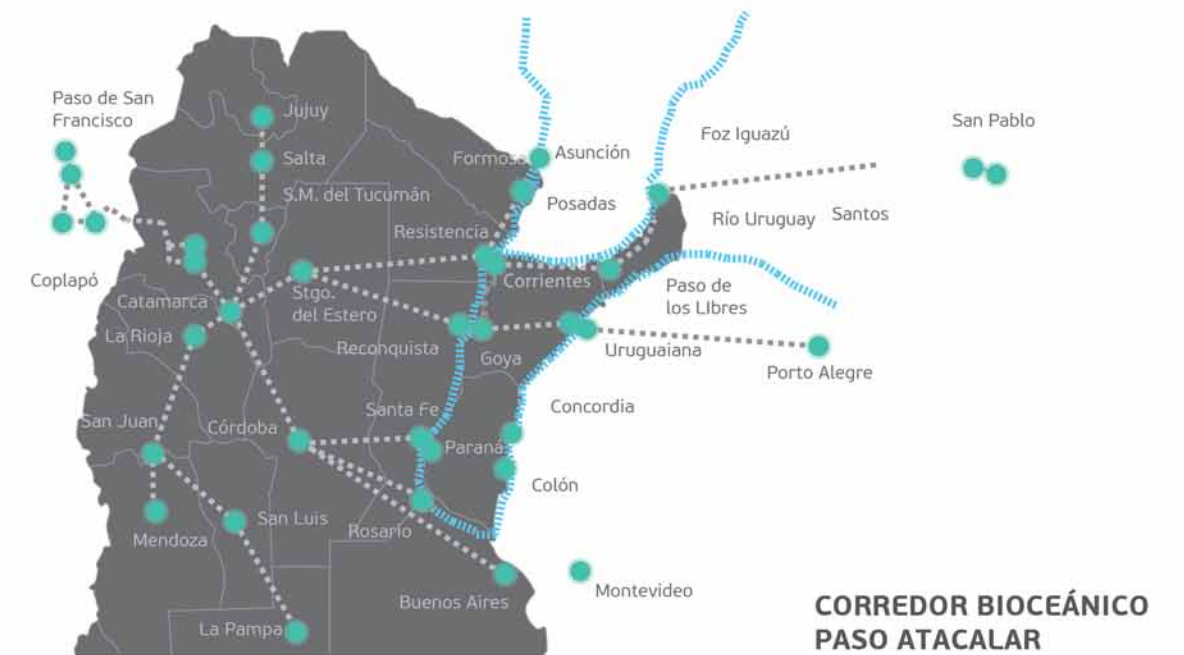 Paso de San
Francisco
Jujuy
Foz Iguazú
San Pablo
Formosa
Asunción
Salta
S.M. del Tucumán
Posadas
Río Uruguay
Santos
Resistencia
Coplapó
Corrientes
Catamarca
Stgo.
del Estero
Paso de
los LIbres
La Rioja
Reconquista
Goya
Uruguaiana
Porto Alegre
Santa Fe
Concordia
San Juan
Córdoba
Paraná
Colón
San Luis
Rosario
Mendoza
Buenos Aires
Montevideo
La Pampa
CORREDOR BIOCEÁNICO
PASO ATACALAR